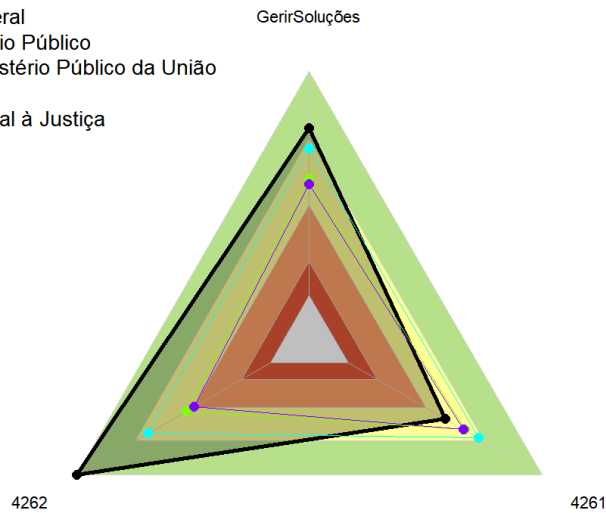 eral
GerirSoluções
io Público
stério Público da União
al à Justiça
4262
4261